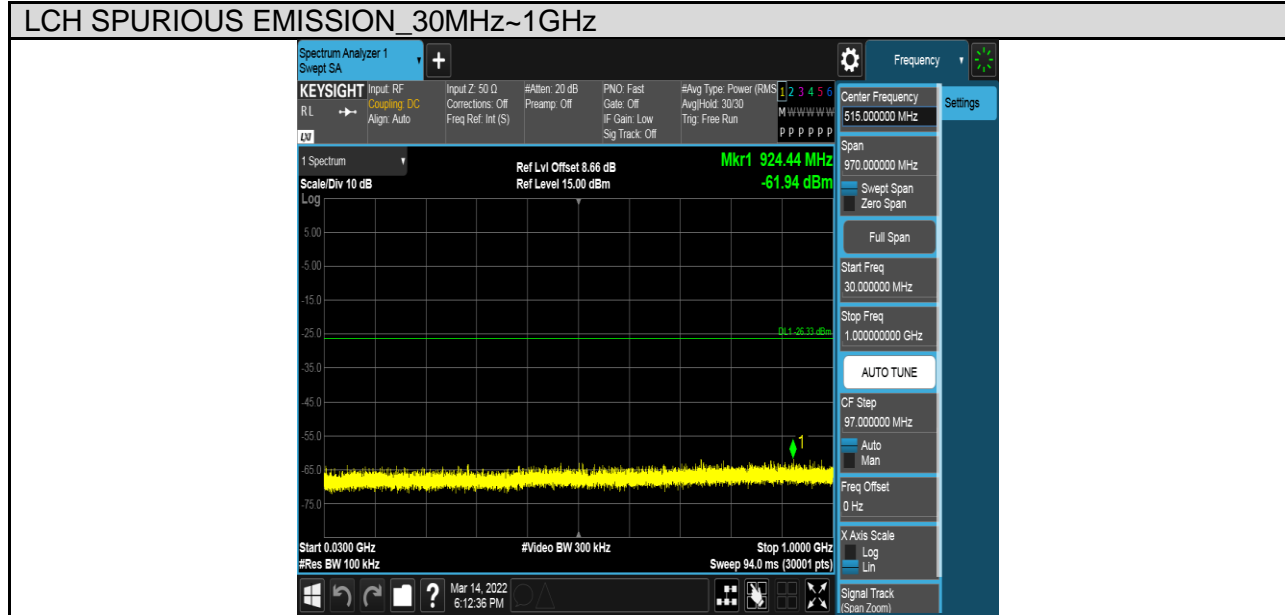 LCH SPURIOUS EMISSION_30MHz~1GHz
Spectrum Analyzer 1
Swept SA
+
Frequency
KEYSIGHT
RL
LXI
Input: RF
Coupling: DC
Align: Auto
Input Z: 50 Ω
Corrections: Off
Freq Ref: Int (S)
#Atten: 20 dB
Preamp: Off
PNO: Fast
Gate: Off
IF Gain: Low
Sig Track: Off
#Avg Type: Power (RMS
Avg|Hold: 30/30
Trig: Free Run
1 2 3 4 5 6
M W W W W W
P P P P P P
Center Frequency
515.000000 MHz
Settings
1 Spectrum
Scale/Div 10 dB
Ref Lvl Offset 8.66 dB
Ref Level 15.00 dBm
Mkr1 924.44 MHz
-61.94 dBm
Span
970.000000 MHz
Swept Span
Zero Span
Full Span
Start Freq
30.000000 MHz
Stop Freq
1.000000000 GHz
AUTO TUNE
CF Step
97.000000 MHz
Auto
Man
Freq Offset
0 Hz
X Axis Scale
Log
Lin
Signal Track
(Span Zoom)
Log
5.00
-5.00
-15.0
-25.0
DL1 -26.33 dBm
-35.0
-45.0
-55.0
1
-65.0
-75.0
Start 0.0300 GHz
#Res BW 100 kHz
#Video BW 300 kHz
Stop 1.0000 GHz
Sweep 94.0 ms (30001 pts)
?
Mar 14, 2022
6:12:36 PM